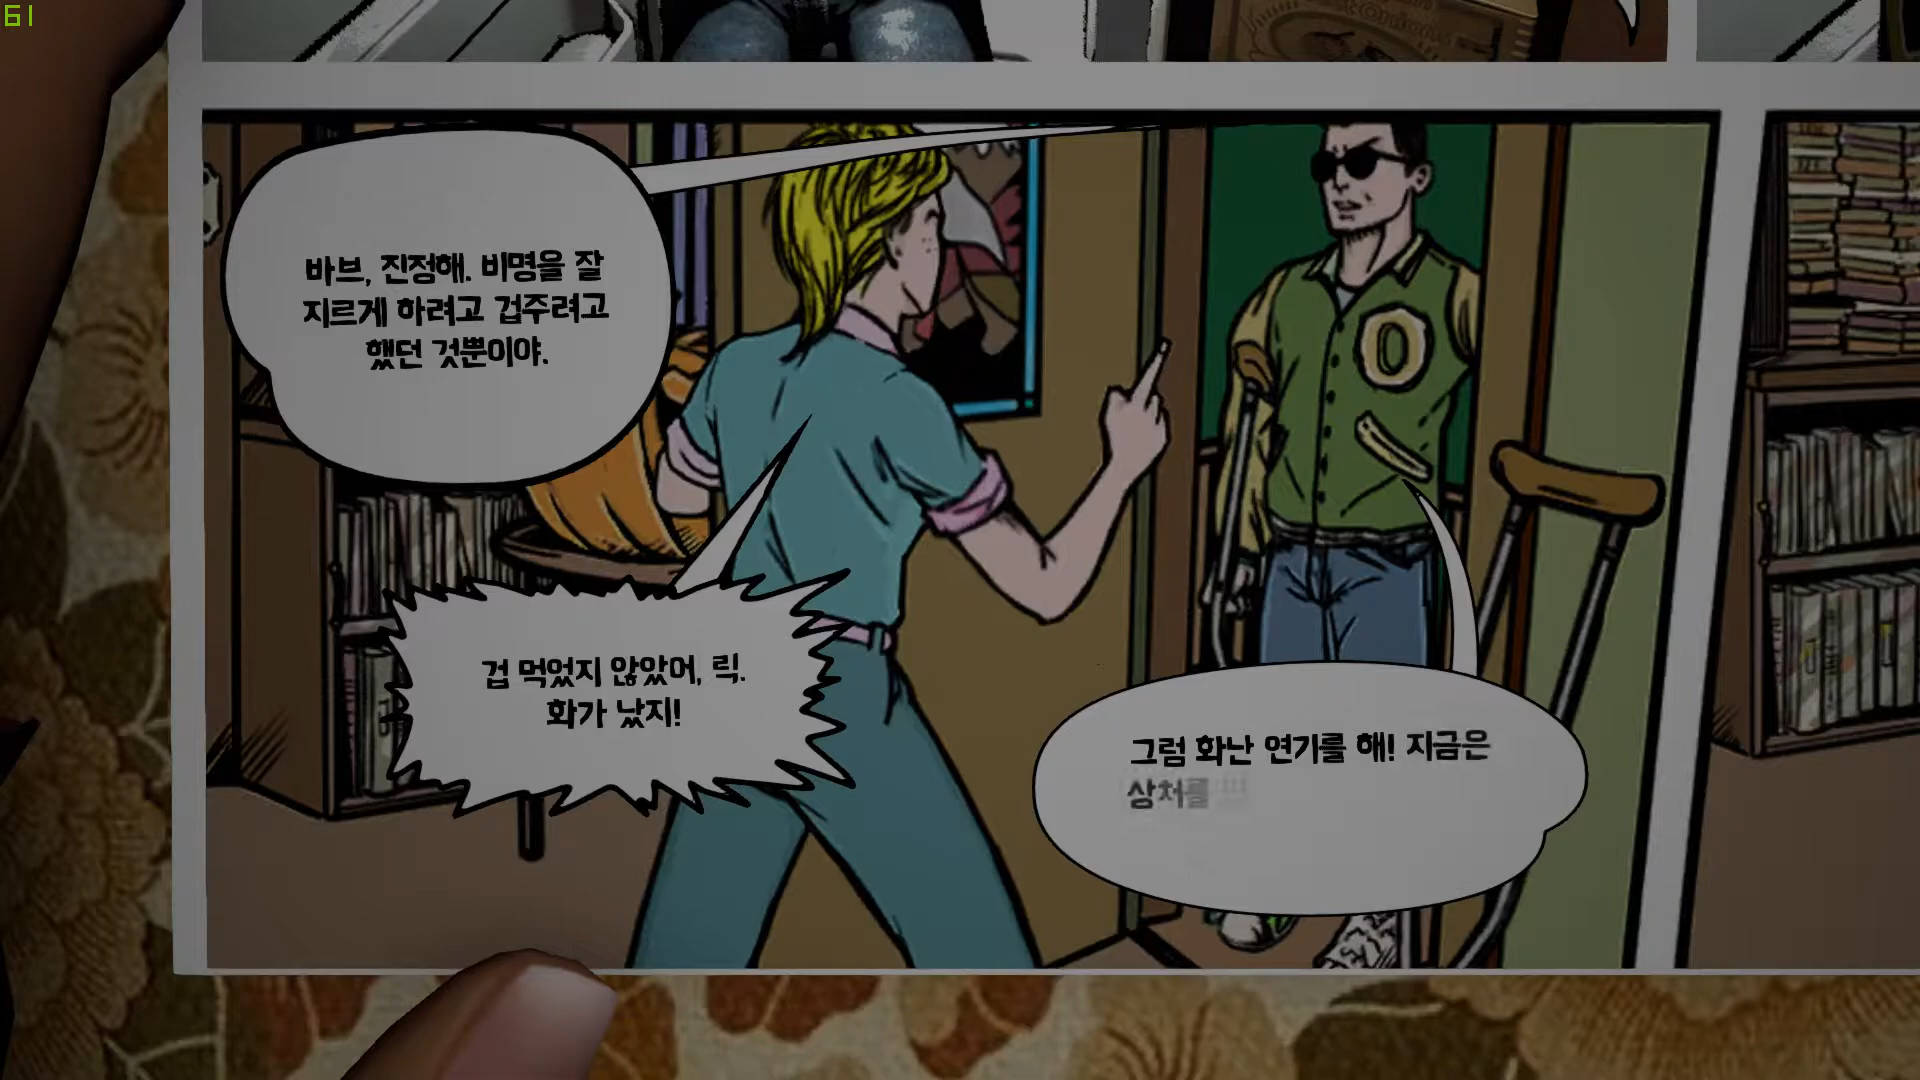 61
바브, 진정해. 비명을 잘
지르게 하려고 겁주려고
했던 것뿐이야.
O
겁 먹었지 않았어, 릭.
화가 났지!
그럼 화난 연기를 해! 지금은
상처를